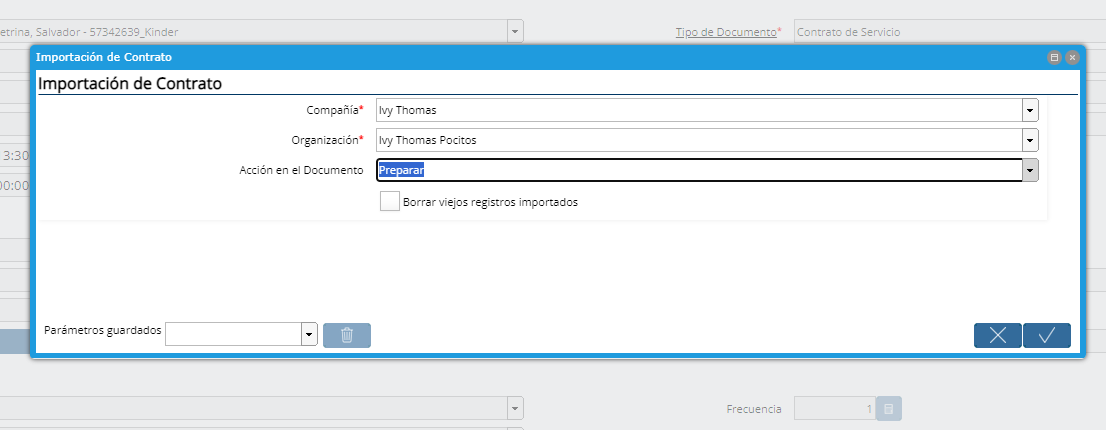 etrina, Salvador - 57342639_Kinder
Tipo de Documento*
Contrato de Servicio
Importación de Contrato
Importación de Contrato
Compañía*
Ivy Thomas
Organización*
Ivy Thomas Pocitos
3:30
Acción en el Documento
Preparar
00:00
Borrar viejos registros importados
Parámetros guardados
Frecuencia
1